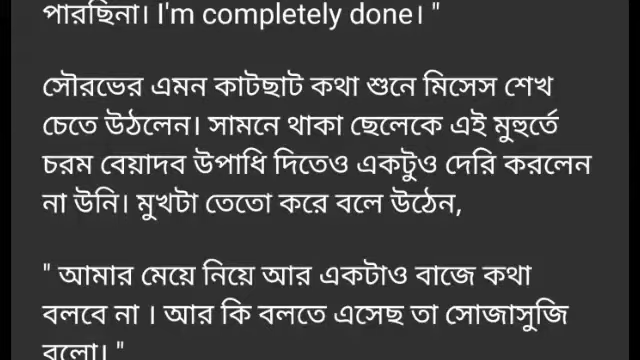 পারছিনা। I'm completely done। "
সৌরভের এমন কাটছাট কথা শুনে মিসেস শেখ
চেতে উঠলেন। সামনে থাকা ছেলেকে এই মুহুর্তে
চরম বেয়াদব উপাধি দিতেও একটুও দেরি করলেন
না উনি। মুখটা তেতো করে বলে উঠেন,
" আমার মেয়ে নিয়ে আর একটাও বাজে কথা
বলবে না । আর কি বলতে এসেছ তা সোজাসুজি
বলো। "